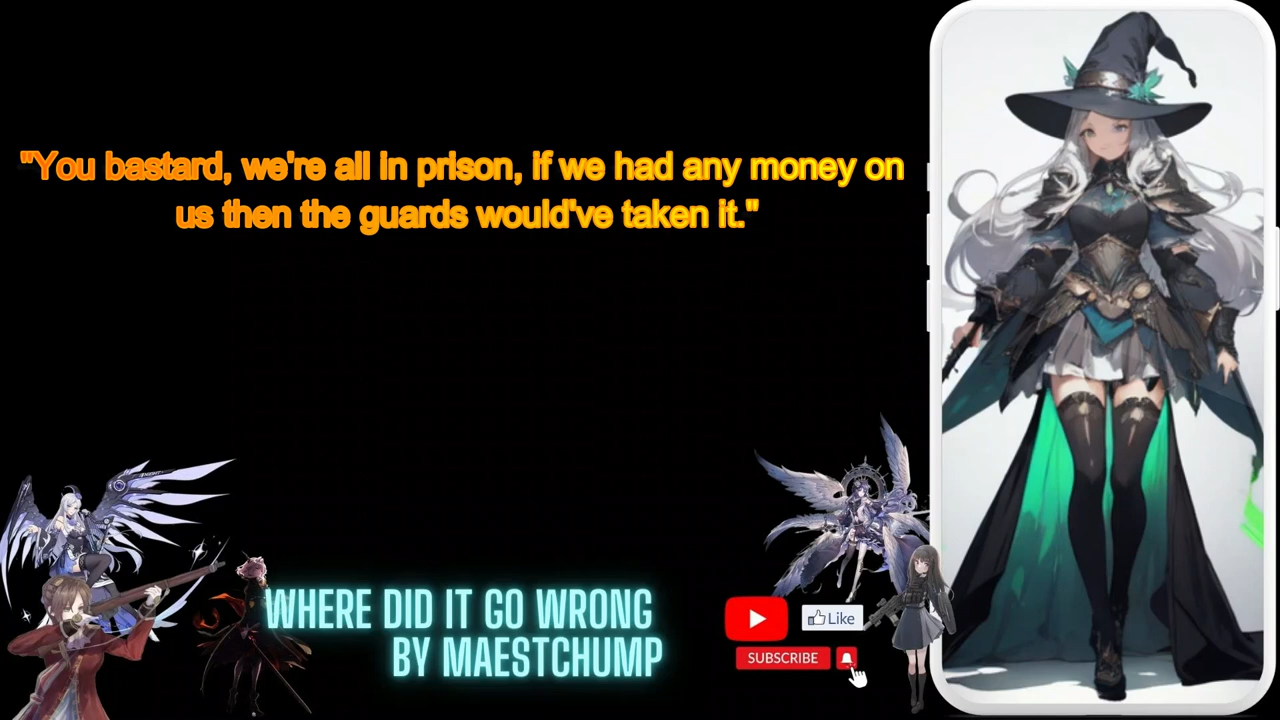 "You bastard, we're all in prison, if we had any money on
us then the guards would've taken it."
WHERE DID IT GO WRONG
BY MAESTCHUMP
Like
SUBSCRIBE